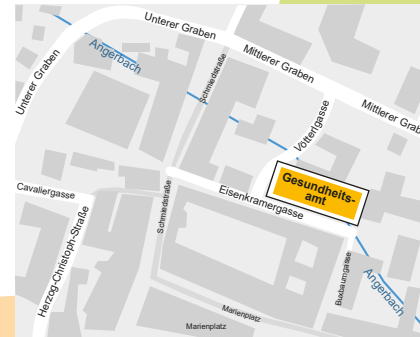 Unterer Graben
Mittlerer Graben
Angerbach
Unterer Graben
Schmiedstraße
Mittlerer Grab
Vötterlgasse
Gesundheits-
amt
Cavaliergasse
Schmiedstraße
Eisenkramergasse
Herzog-Christoph-Straße
Buxbaumgasse
Angerbach
Marienplatz
Marienplatz